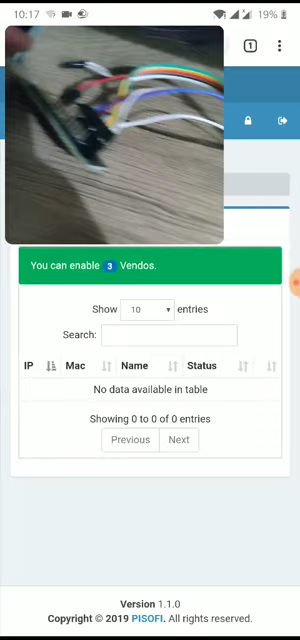 10:17
19%
1
You can enable 3 Vendos.
Show 10 entries
Search:
IP Mac Name Status
No data available in table
Showing 0 to 0 of 0 entries
Previous Next
Version 1.1.0
Copyright © 2019 PISOFI. All rights reserved.